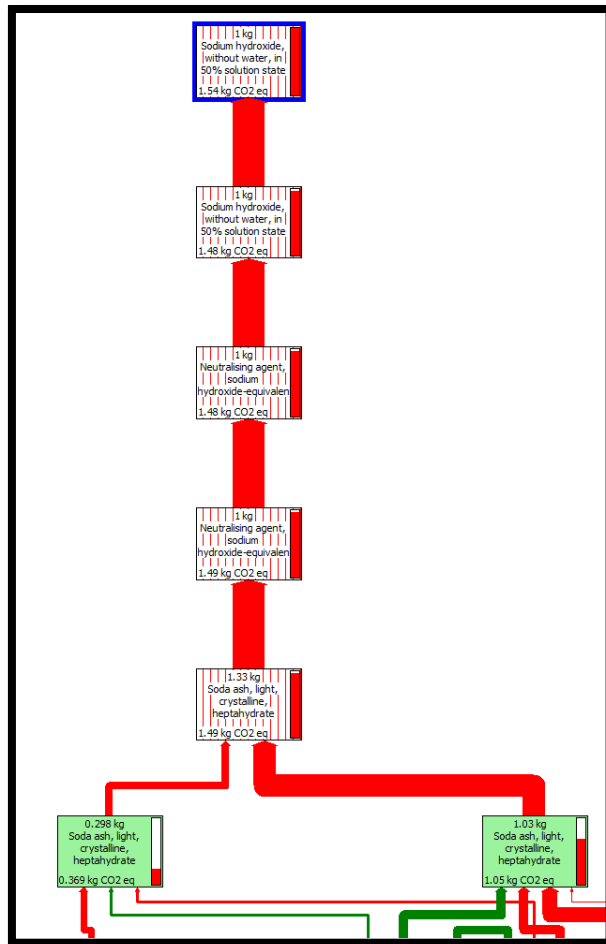 1 kg
Sodium hydroxide,
without water, in
50% solution state
1.54 kg CO2 eq
1 kg
Sodium hydroxide,
without water, in
50% solution state
1.48 kg CO2 eq
1 kg
Neutralising agent,
sodium
hydroxide-equivalen
1.48 kg CO2 eq
1 kg
Neutralising agent,
sodium
hydroxide-equivalen
1.49 kg CO2 eq
1.33 kg
Soda ash, light,
crystalline,
heptahydrate
1.49 kg CO2 eq
0.298 kg
Soda ash, light,
crystalline,
heptahydrate
0.369 kg CO2 eq
1.03 kg
Soda ash, light,
crystalline,
heptahydrate
1.05 kg CO2 eq